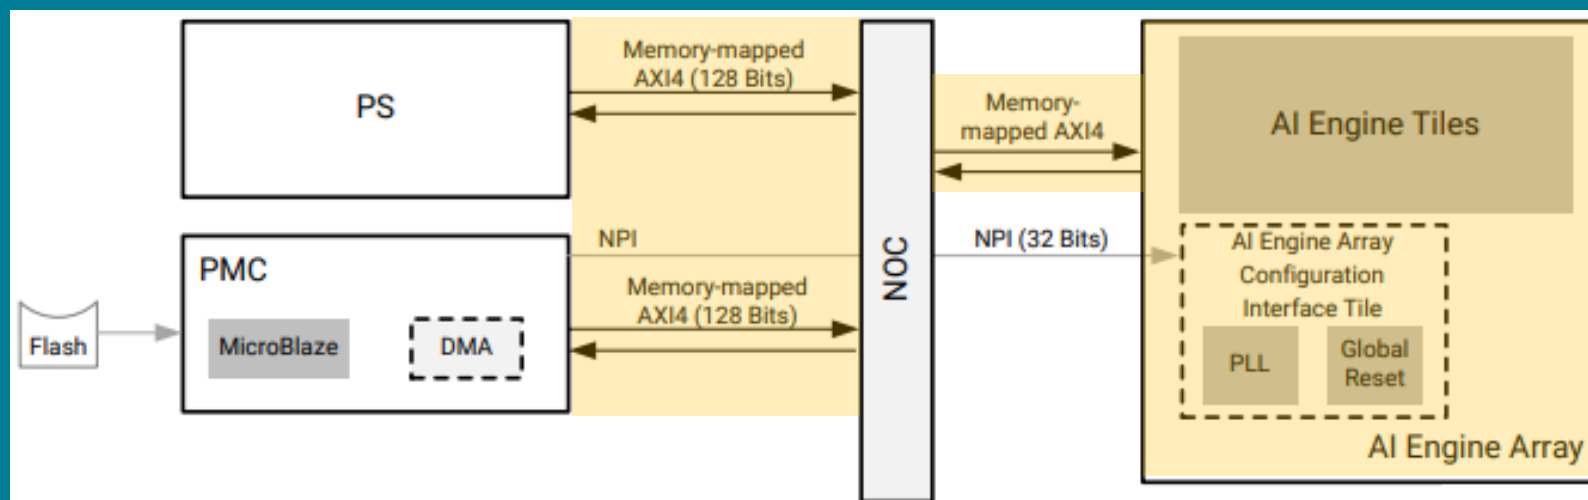 PS
Memory-mapped
AXI4 (128 Bits)
Memory-
mapped AXI4
AI Engine Tiles
PMC
NPI
NOC
NPI (32 Bits)
Memory-mapped
AXI4 (128 Bits)
Flash
MicroBlaze
DMA
AI Engine Array
Configuration
Interface Tile
PLL
Global
Reset
AI Engine Array